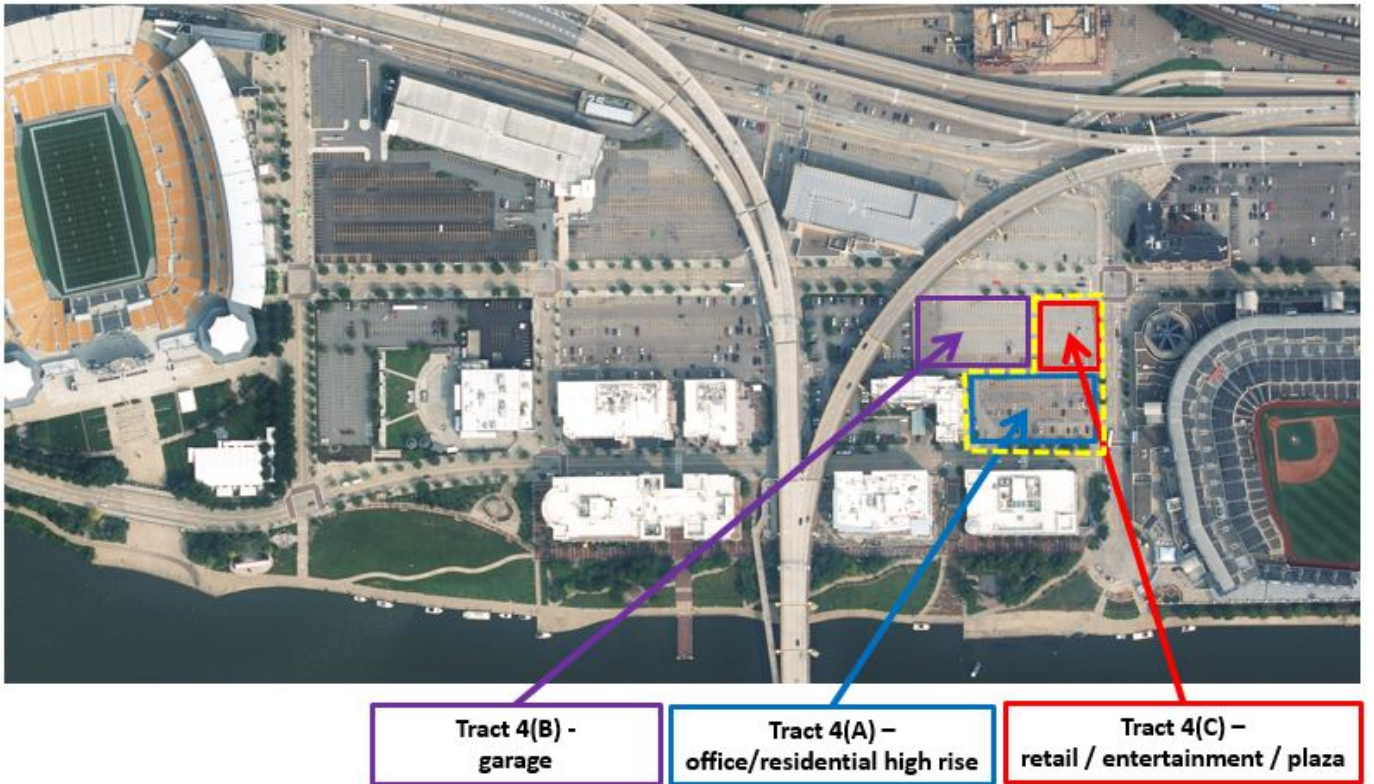 Tract 4(B) -
garage
Tract 4(A) –
office/residential high rise
Tract 4(C) –
retail / entertainment / plaza